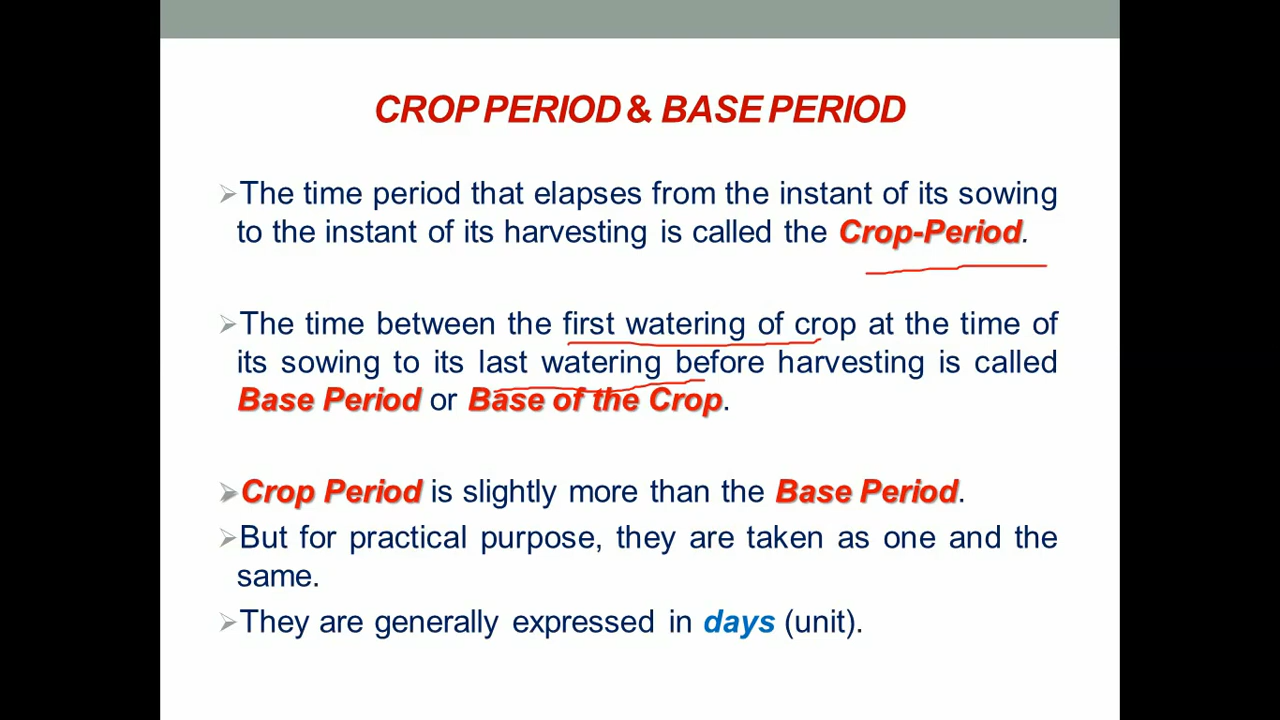 CROP PERIOD & BASE PERIOD
➢The time period that elapses from the instant of its sowing
to the instant of its harvesting is called the Crop-Period.
➢The time between the first watering of crop at the time of
its sowing to its last watering before harvesting is called
Base Period or Base of the Crop.
➢Crop Period is slightly more than the Base Period.
➢But for practical purpose, they are taken as one and the
same.
➢They are generally expressed in days (unit).